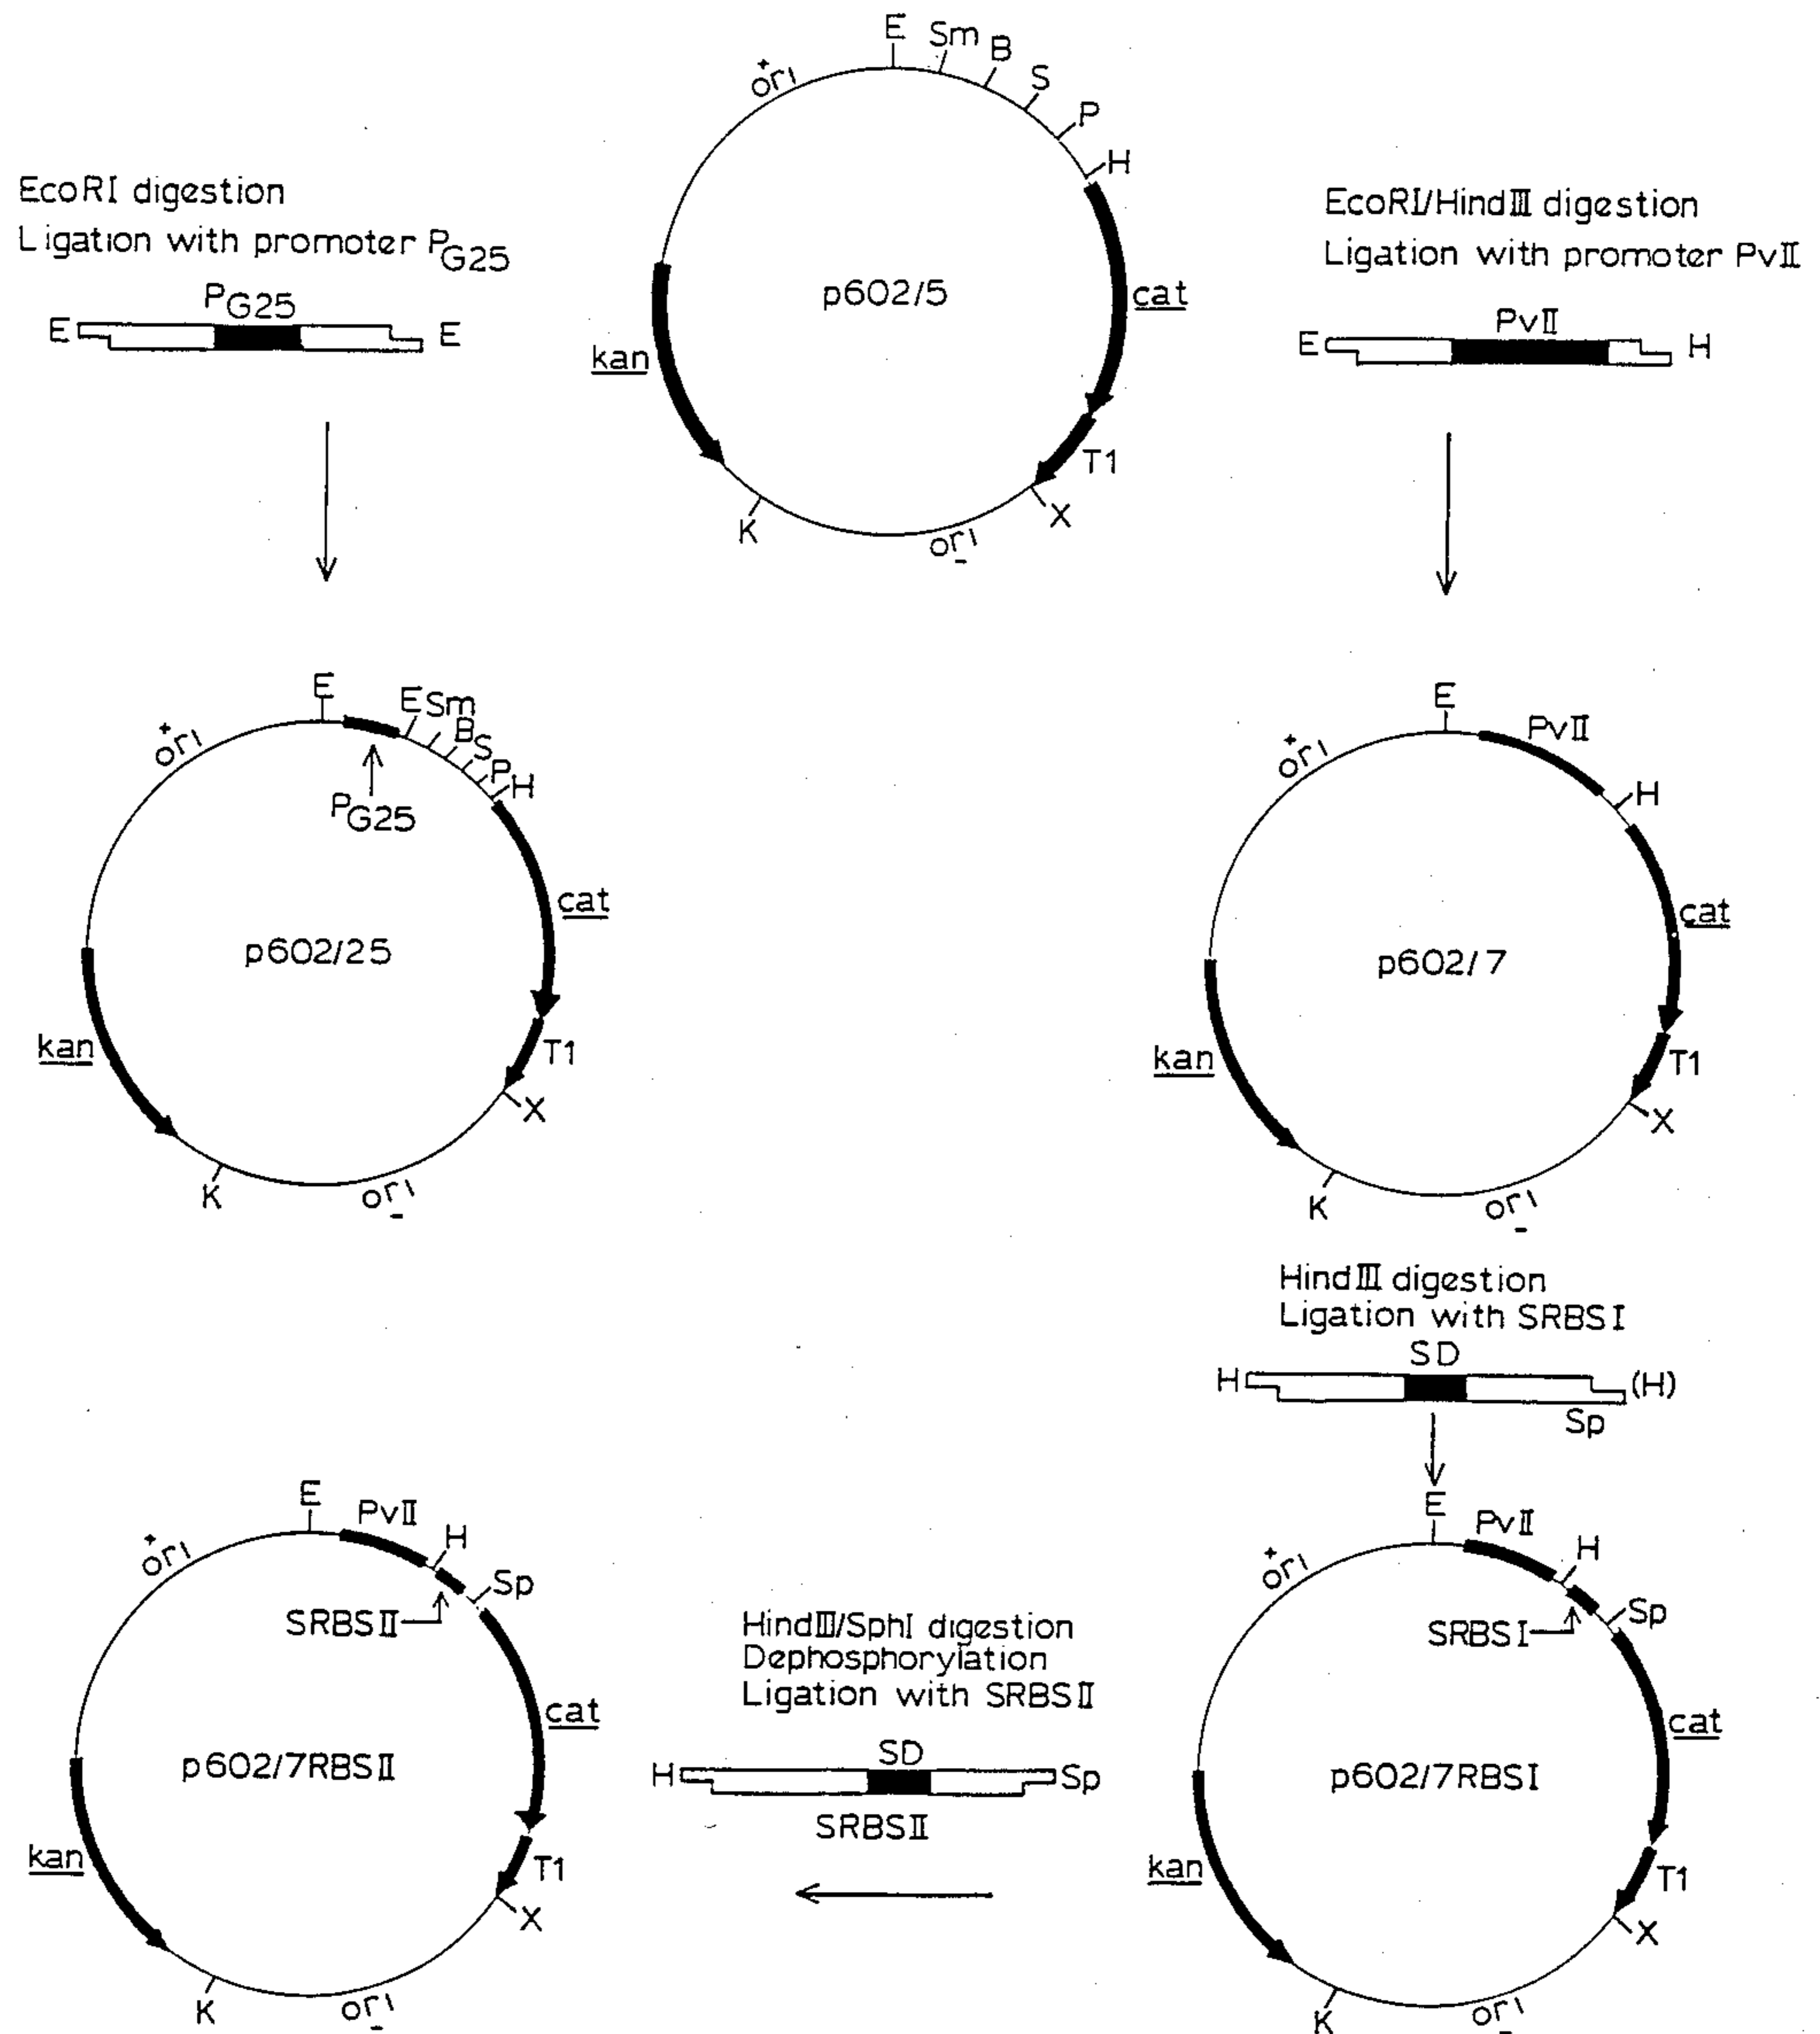 E
Sm
B
S
P
H
+
ori
EcoRI digestion
Ligation with promoter PG25
PG25
E E
p602/5
cat
kan
T1
X
K
ori
-
EcoRI/HindIII digestion
Ligation with promoter PvII
PvII
E H
E
E Sm
B
S
P
H
+
ori
PG25
cat
p602/25
kan
T1
X
K
ori
-
E
PvII
+
ori
H
cat
p602/7
kan
T1
X
K
ori
-
HindIII digestion
Ligation with SRBSI
SD
H (H)
Sp
E
PvII
+
ori
H
Sp
SRBSII
cat
p602/7RBSII
kan
T1
X
K
ori
-
HindIII/SphI digestion
Dephosphorylation
Ligation with SRBSII
SD
H Sp
SRBSII
E
PvII
+
ori
H
Sp
SRBSI
cat
p602/7RBSI
kan
T1
X
K
ori
-